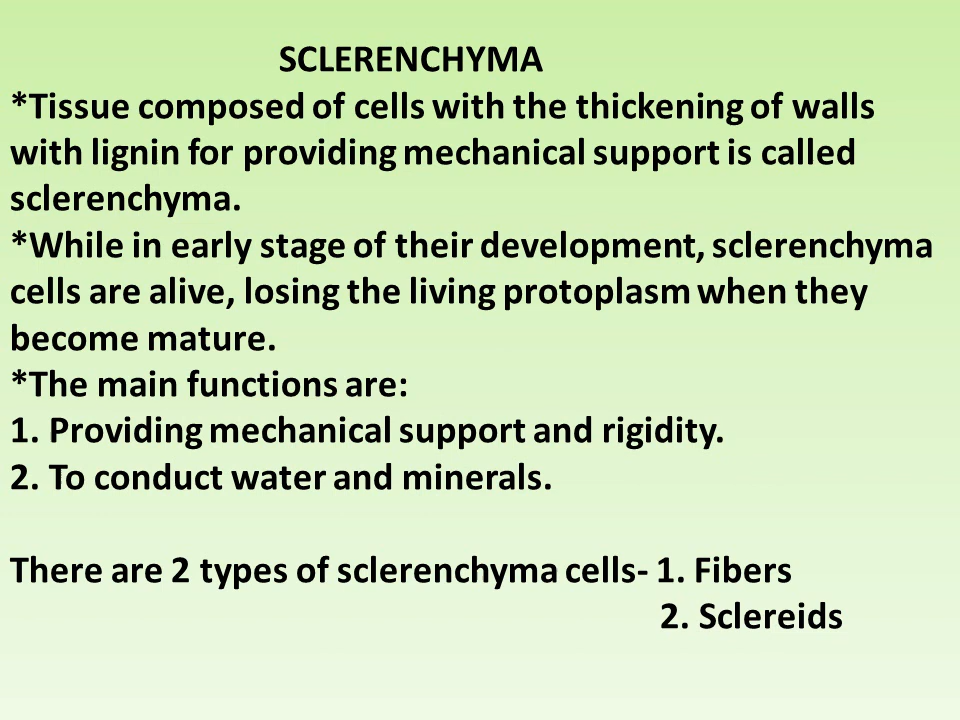 SCLERENCHYMA
*Tissue composed of cells with the thickening of walls
with lignin for providing mechanical support is called
sclerenchyma.
*While in early stage of their development, sclerenchyma
cells are alive, losing the living protoplasm when they
become mature.
*The main functions are:
1. Providing mechanical support and rigidity.
2. To conduct water and minerals.
There are 2 types of sclerenchyma cells- 1. Fibers
2. Sclereids